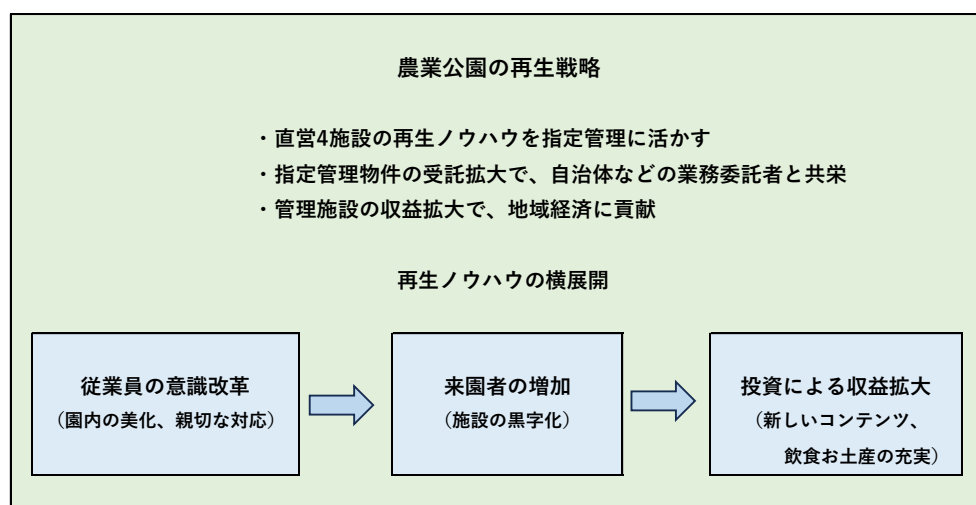 農業公園の再生戦略
・直営4施設の再生ノウハウを指定管理に活かす
・指定管理物件の受託拡大で、自治体などの業務委託者と共栄
・管理施設の収益拡大で、地域経済に貢献
再生ノウハウの横展開
従業員の意識改革
（園内の美化、親切な対応）
来園者の増加
（施設の黒字化）
投資による収益拡大
（新しいコンテンツ、
飲食お土産の充実）